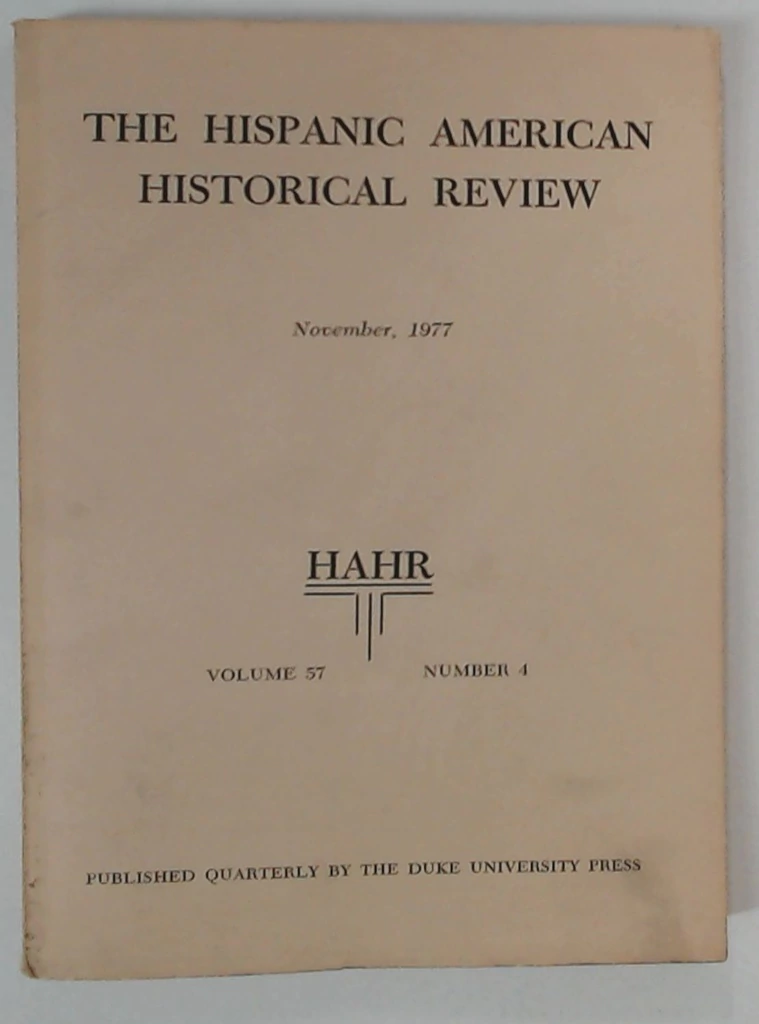 THE HISPANIC AMERICAN
HISTORICAL REVIEW
November, 1977
HAHR
VOLUME 57 NUMBER 4
PUBLISHED QUARTERLY BY THE DUKE UNIVERSITY PRESS